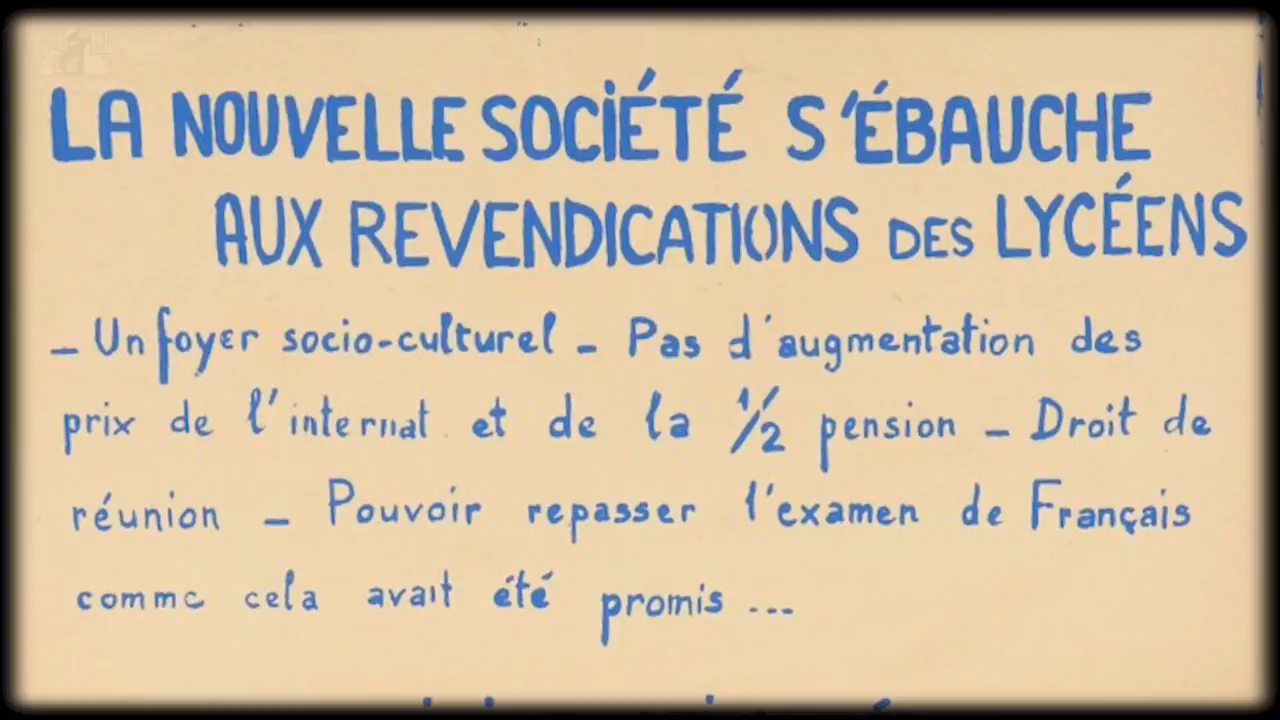 LA NOUVELLE SOCIÉTÉ S'ÉBAUCHE
AUX REVENDICATIONS DES LYCÉENS
_ Un foyer socio-culturel _ Pas d'augmentation des
prix de l'internat et de la 1/2 pension _ Droit de
réunion _ Pouvoir repasser l'examen de Français
comme cela avait été promis ...